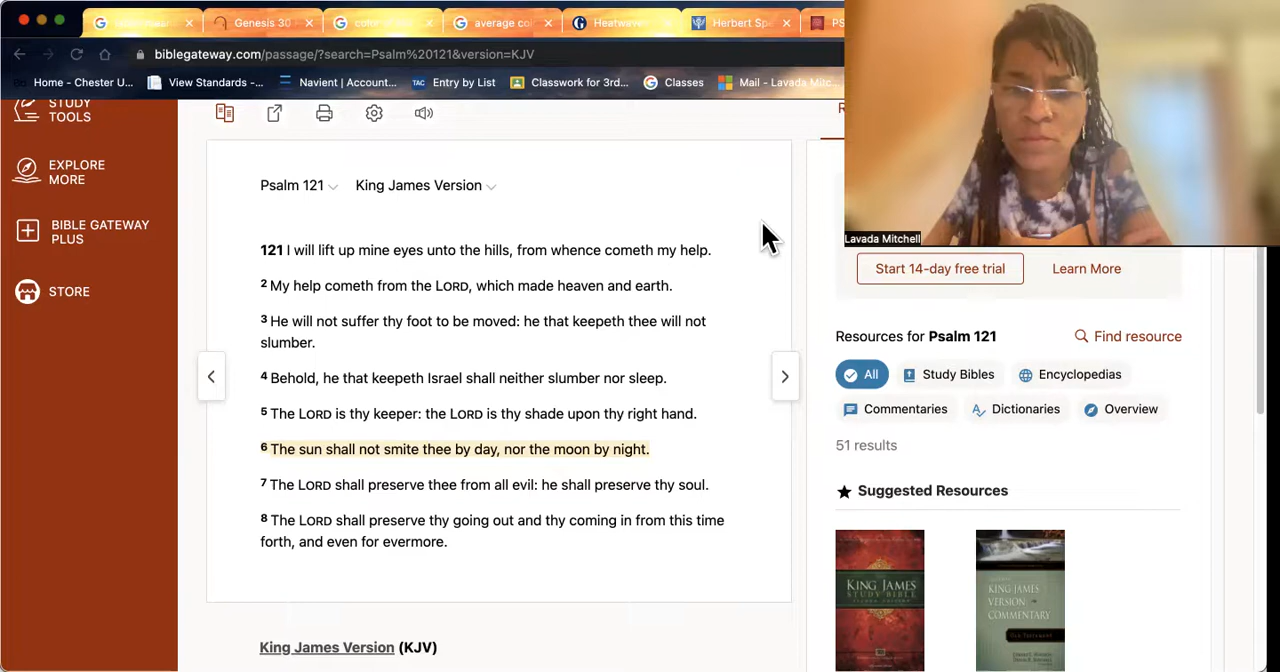 Genesis 30
average co
Heatwave
Herbert Sp
PS
biblegateway.com/passage/?search=Psalm%20121&version=KJV
Home - Chester U...
View Standards -...
Navient | Account...
TAC Entry by List
Classwork for 3rd...
Classes
Mail - Lavada Mitc...
STUDY
TOOLS
EXPLORE
MORE
BIBLE GATEWAY
PLUS
STORE
Psalm 121 King James Version
121 I will lift up mine eyes unto the hills, from whence cometh my help.
2 My help cometh from the LORD, which made heaven and earth.
3 He will not suffer thy foot to be moved: he that keepeth thee will not
slumber.
4 Behold, he that keepeth Israel shall neither slumber nor sleep.
5 The LORD is thy keeper: the LORD is thy shade upon thy right hand.
6 The sun shall not smite thee by day, nor the moon by night.
7 The LORD shall preserve thee from all evil: he shall preserve thy soul.
8 The LORD shall preserve thy going out and thy coming in from this time
forth, and even for evermore.
King James Version (KJV)
Lavada Mitchell
Start 14-day free trial
Learn More
Resources for Psalm 121
Find resource
All
Study Bibles
Encyclopedias
Commentaries
Dictionaries
Overview
51 results
Suggested Resources
KING JAMES
STUDY BIBLE
KING JAMES
VERSION
COMMENTARY